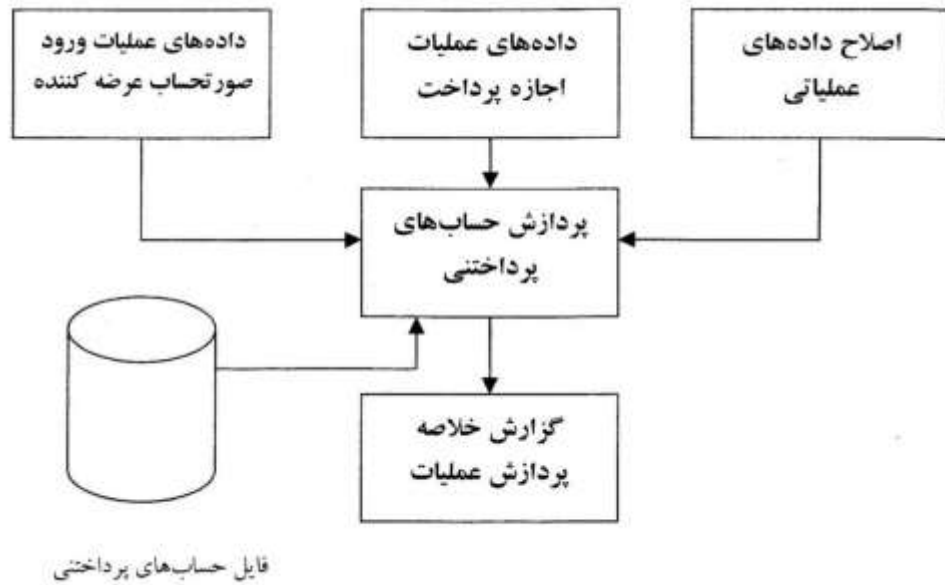 اصلاح داده‌های
عملیاتی
داده‌های عملیات
اجازه پرداخت
داده‌های عملیات ورود
صورتحساب عرضه کننده
پردازش حساب‌های
پرداختنی
گزارش خلاصه
پردازش عملیات
فایل حساب‌های پرداختنی